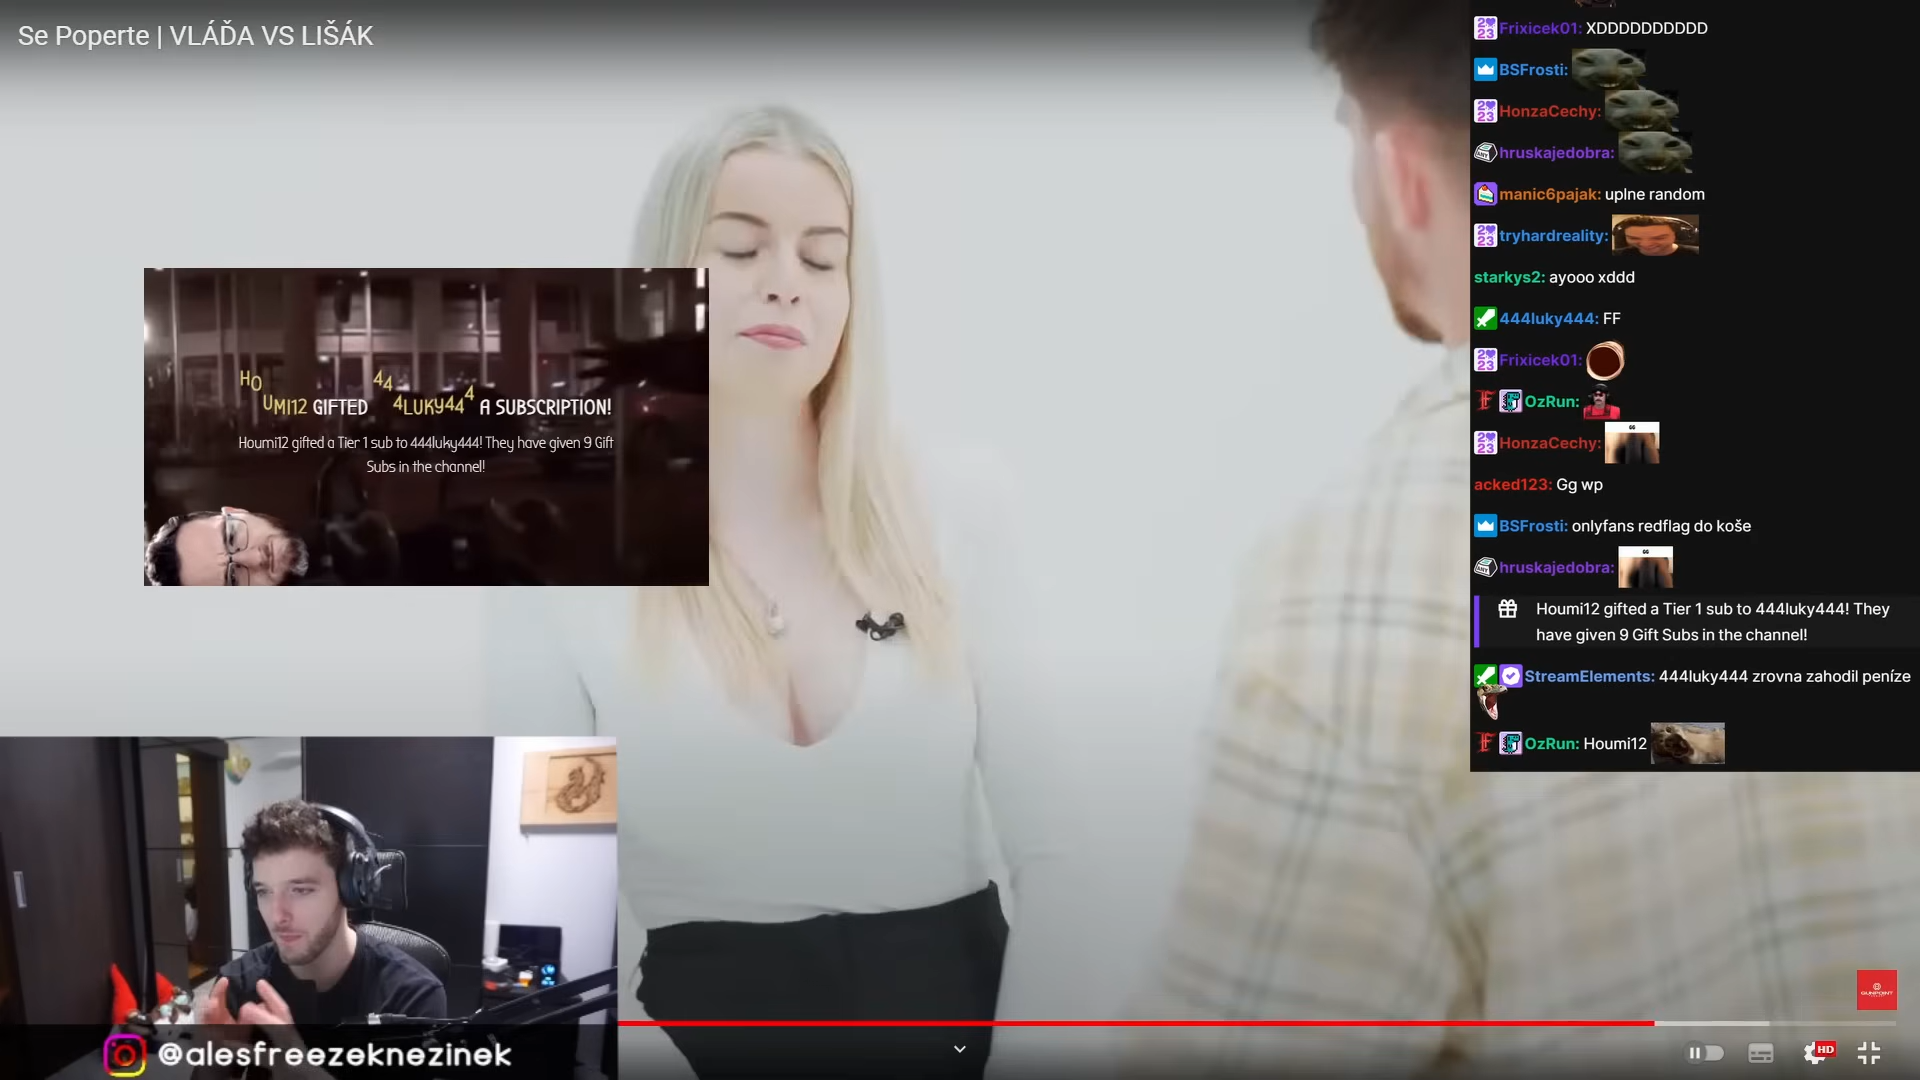 Se Poperte | VLÁĎA VS LIŠÁK
Frixicek01: XDDDDDDDDDD
BSFrosti:
HonzaCechy:
hruskajedobra:
manic6pajak: uplne random
tryhardreality:
starkys2: ayooo xddd
444luky444: FF
Frixicek01:
OzRun:
HonzaCechy:
acked123: Gg wp
BSFrosti: onlyfans redflag do koše
hruskajedobra:
Houmi12 gifted a Tier 1 sub to 444luky444! They
have given 9 Gift Subs in the channel!
StreamElements: 444luky444 zrovna zahodil peníze
OzRun: Houmi12
HOUMI12 GIFTED 444LUKY444 A SUBSCRIPTION!
Houmi12 gifted a Tier 1 sub to 444luky444! They have given 9 Gift
Subs in the channel!
@alesfreezeknezinek
GUNPOINT
HD